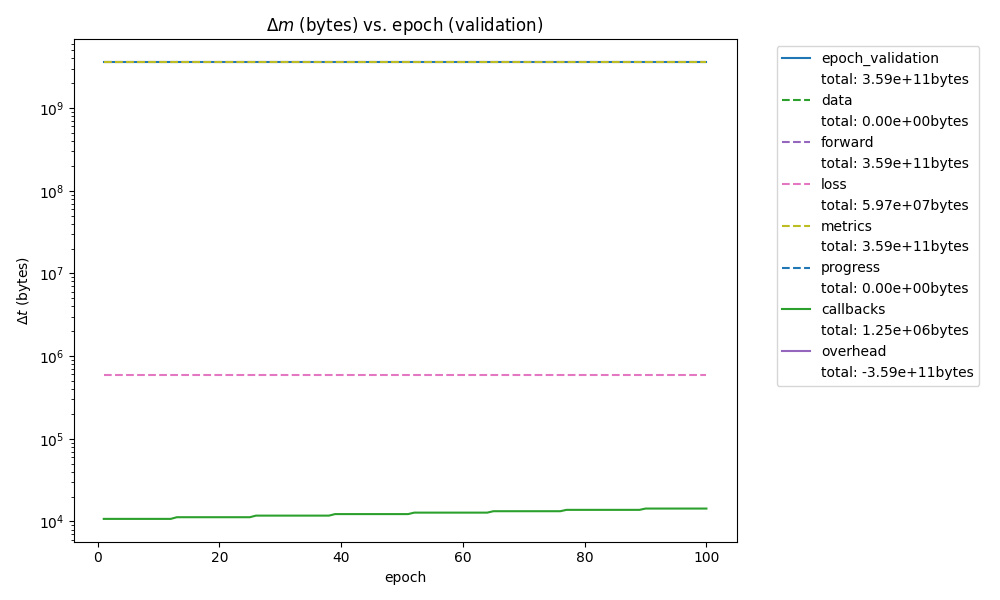 Δm (bytes) vs. epoch (validation)
10⁹
10⁸
10⁷
10⁶
10⁵
10⁴
Δt (bytes)
0 20 40 60 80 100
epoch
epoch_validation
total: 3.59e+11bytes
data
total: 0.00e+00bytes
forward
total: 3.59e+11bytes
loss
total: 5.97e+07bytes
metrics
total: 3.59e+11bytes
progress
total: 0.00e+00bytes
callbacks
total: 1.25e+06bytes
overhead
total: -3.59e+11bytes